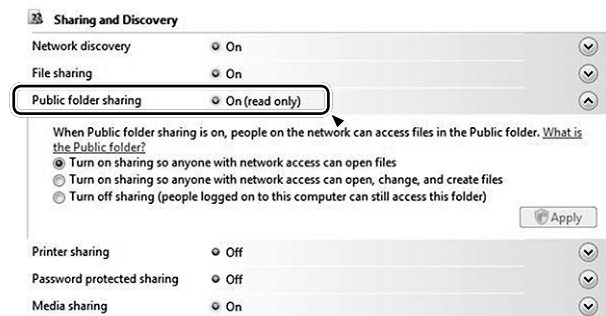 Sharing and Discovery
Network discovery On
File sharing On
Public folder sharing On (read only)
When Public folder sharing is on, people on the network can access files in the Public folder. What is
the Public folder?
Turn on sharing so anyone with network access can open files
Turn on sharing so anyone with network access can open, change, and create files
Turn off sharing (people logged on to this computer can still access this folder)
Apply
Printer sharing Off
Password protected sharing Off
Media sharing On